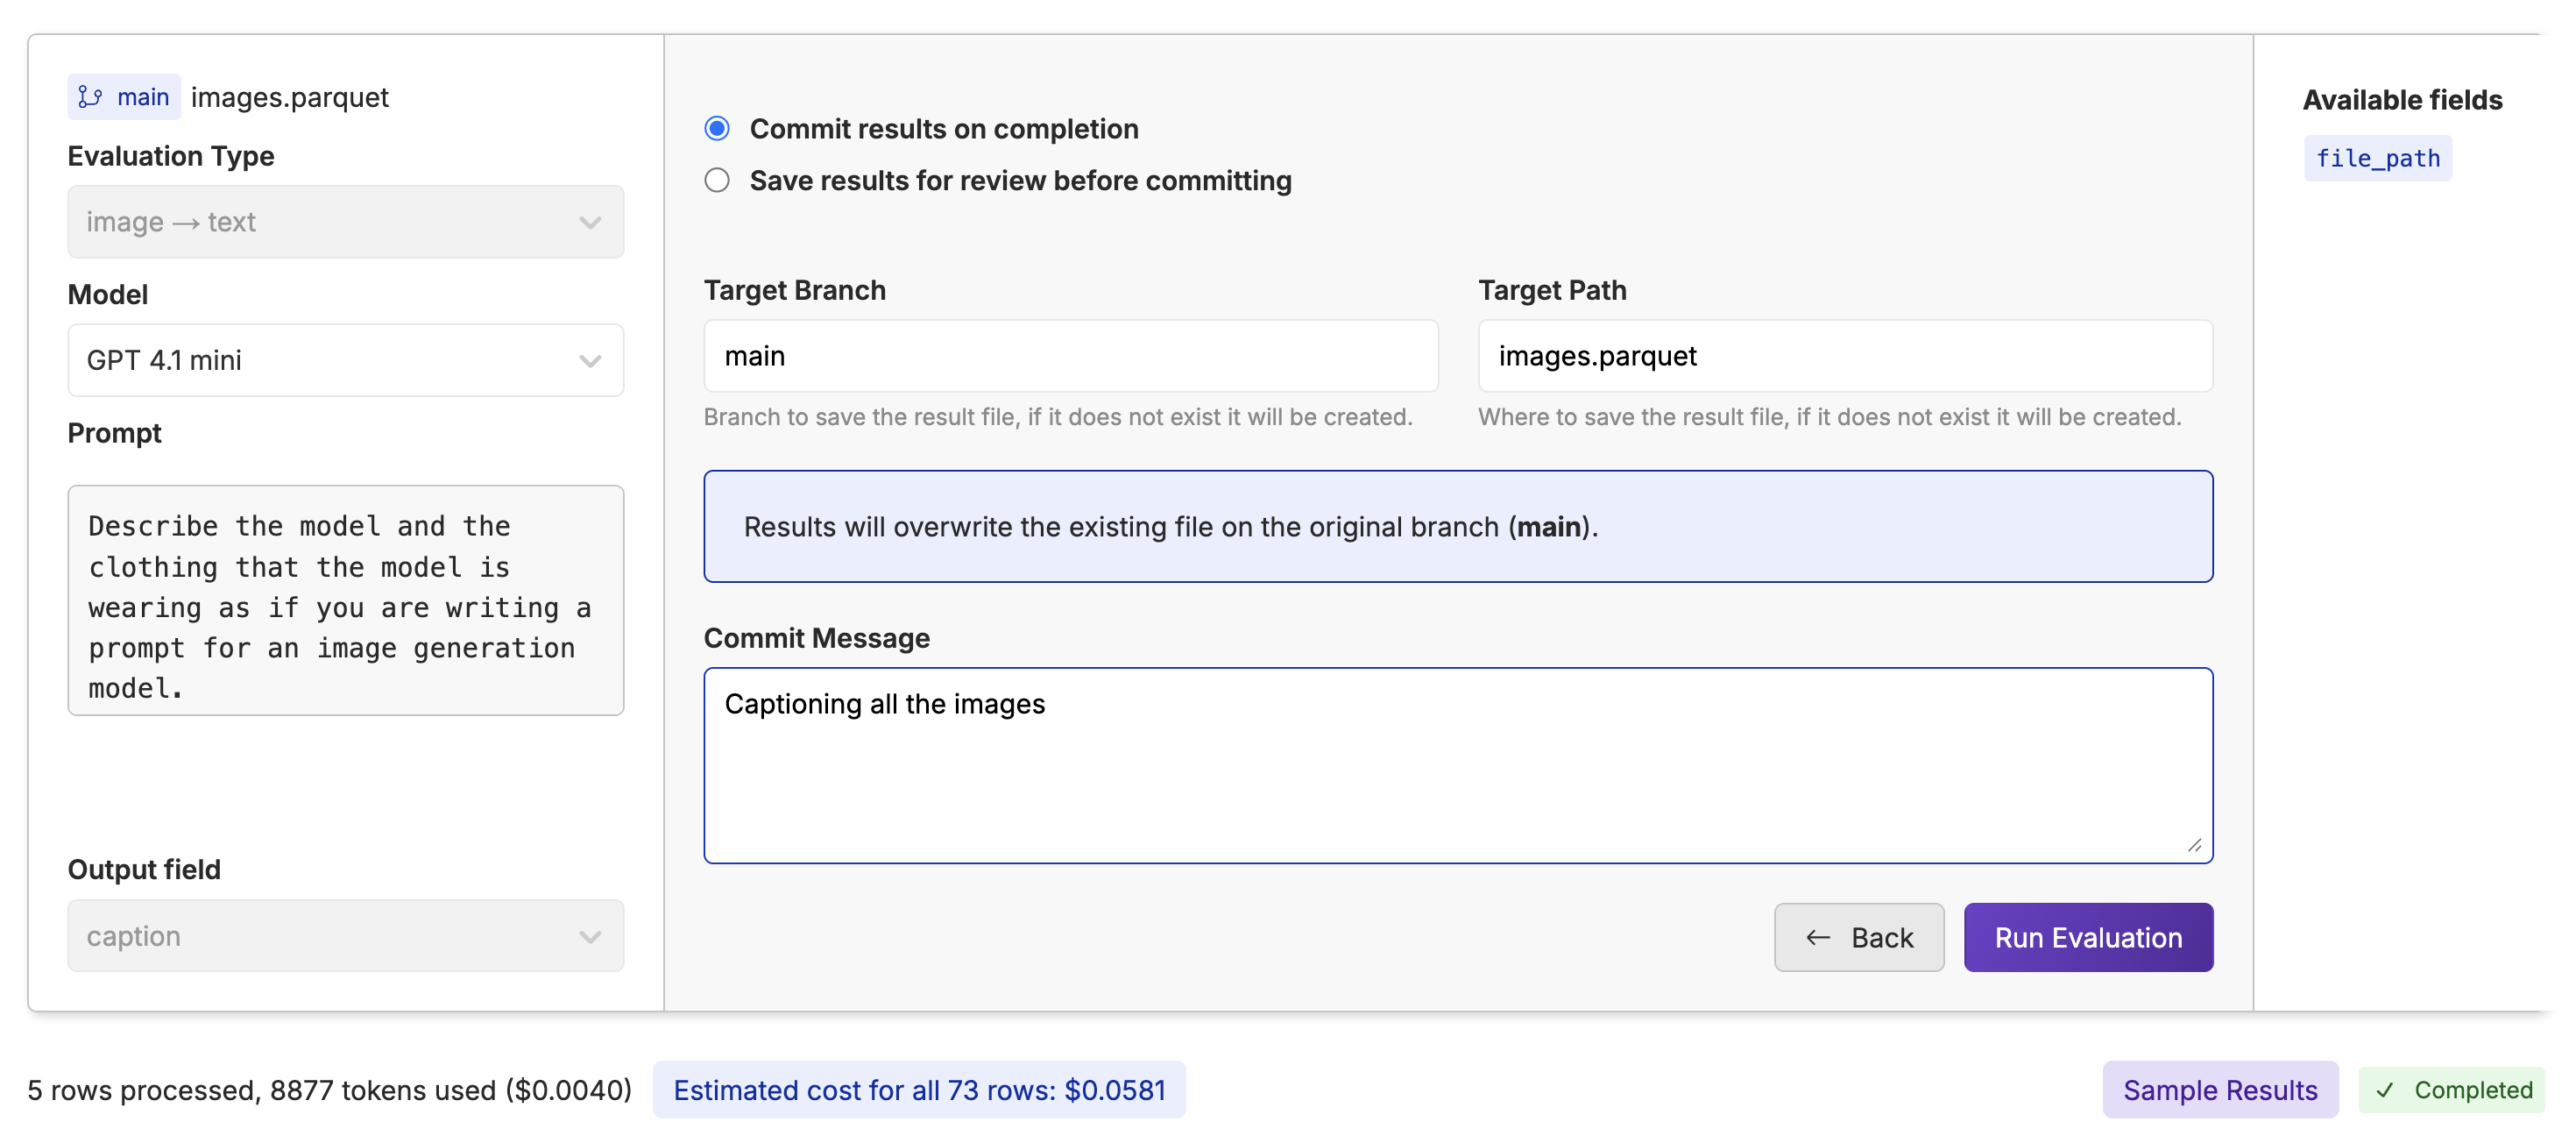 main images.parquet
Evaluation Type
image → text
Model
GPT 4.1 mini
Prompt
Describe the model and the
clothing that the model is
wearing as if you are writing a
prompt for an image generation
model.
Output field
caption
Commit results on completion
Save results for review before committing
Target Branch
main
Branch to save the result file, if it does not exist it will be created.
Target Path
images.parquet
Where to save the result file, if it does not exist it will be created.
Results will overwrite the existing file on the original branch (main).
Commit Message
Captioning all the images
← Back
Run Evaluation
Available fields
file_path
5 rows processed, 8877 tokens used ($0.0040)
Estimated cost for all 73 rows: $0.0581
Sample Results
✓ Completed